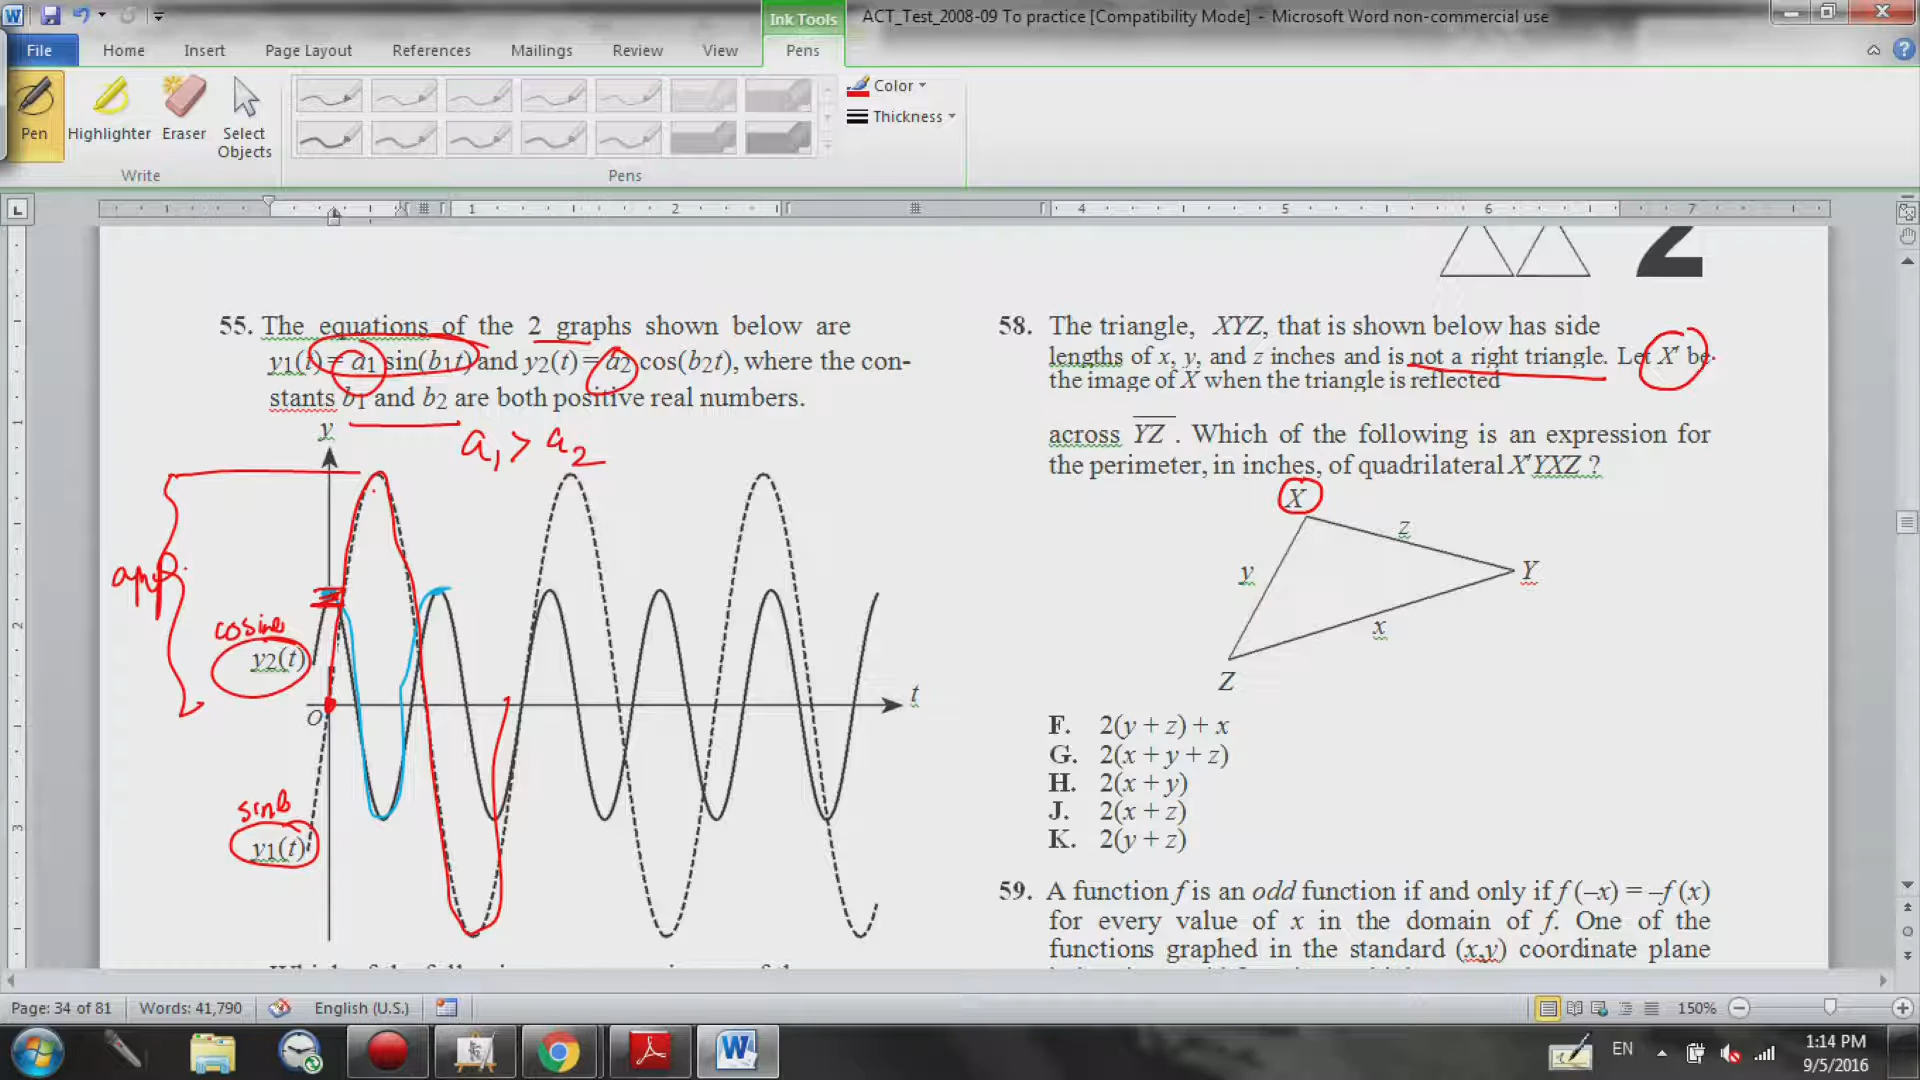 ACT_Test_2008-09 To practice [Compatibility Mode] - Microsoft Word non-commercial use
Ink Tools
File Home Insert Page Layout References Mailings Review View Pens
Pen Highlighter Eraser Select Objects
Color
Thickness
Write Pens
1 2 4 5 6 7
2
55. The equations of the 2 graphs shown below are
y1(t) = a1 sin(b1t) and y2(t) = a2 cos(b2t), where the con-
stants b1 and b2 are both positive real numbers.
a1 > a2
y
amp.
cosine
y2(t)
O
t
sine
y1(t)
58. The triangle, XYZ, that is shown below has side
lengths of x, y, and z inches and is not a right triangle. Let X′ be
the image of X when the triangle is reflected
across YZ . Which of the following is an expression for
the perimeter, in inches, of quadrilateral X′YXZ ?
X
z
Y
y
x
Z
F. 2(y + z) + x
G. 2(x + y + z)
H. 2(x + y)
J. 2(x + z)
K. 2(y + z)
59. A function f is an odd function if and only if f (–x) = –f (x)
for every value of x in the domain of f. One of the
functions graphed in the standard (x,y) coordinate plane
Page: 34 of 81 Words: 41,790 English (U.S.) 150%
EN
1:14 PM
9/5/2016